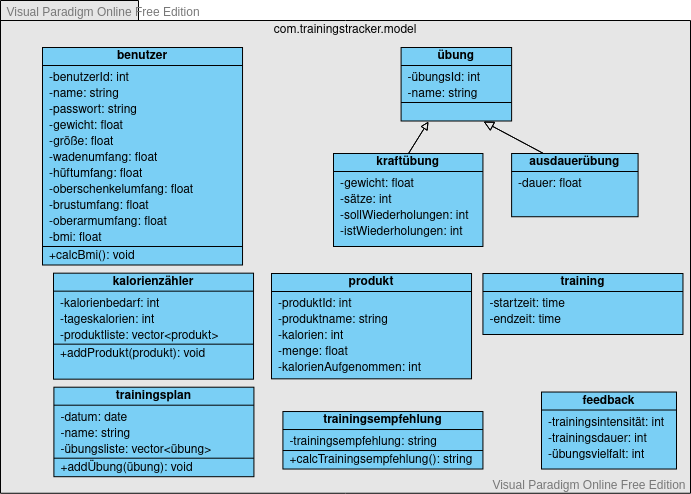 Visual Paradigm Online Free Edition
com.trainingstracker.model
benutzer
-benutzerId: int
-name: string
-passwort: string
-gewicht: float
-größe: float
-wadenumfang: float
-hüftumfang: float
-oberschenkelumfang: float
-brustumfang: float
-oberarmumfang: float
-bmi: float
+calcBmi(): void
übung
-übungsId: int
-name: string
kraftübung
-gewicht: float
-sätze: int
-sollWiederholungen: int
-istWiederholungen: int
ausdauerübung
-dauer: float
kalorienzähler
-kalorienbedarf: int
-tageskalorien: int
-produktliste: vector<produkt>
+addProdukt(produkt): void
produkt
-produktId: int
-produktname: string
-kalorien: int
-menge: float
-kalorienAufgenommen: int
training
-startzeit: time
-endzeit: time
trainingsplan
-datum: date
-name: string
-übungsliste: vector<übung>
+addÜbung(übung): void
trainingsempfehlung
-trainingsempfehlung: string
+calcTrainingsempfehlung(): string
feedback
-trainingsintensität: int
-trainingsdauer: int
-übungsvielfalt: int
Visual Paradigm Online Free Edition